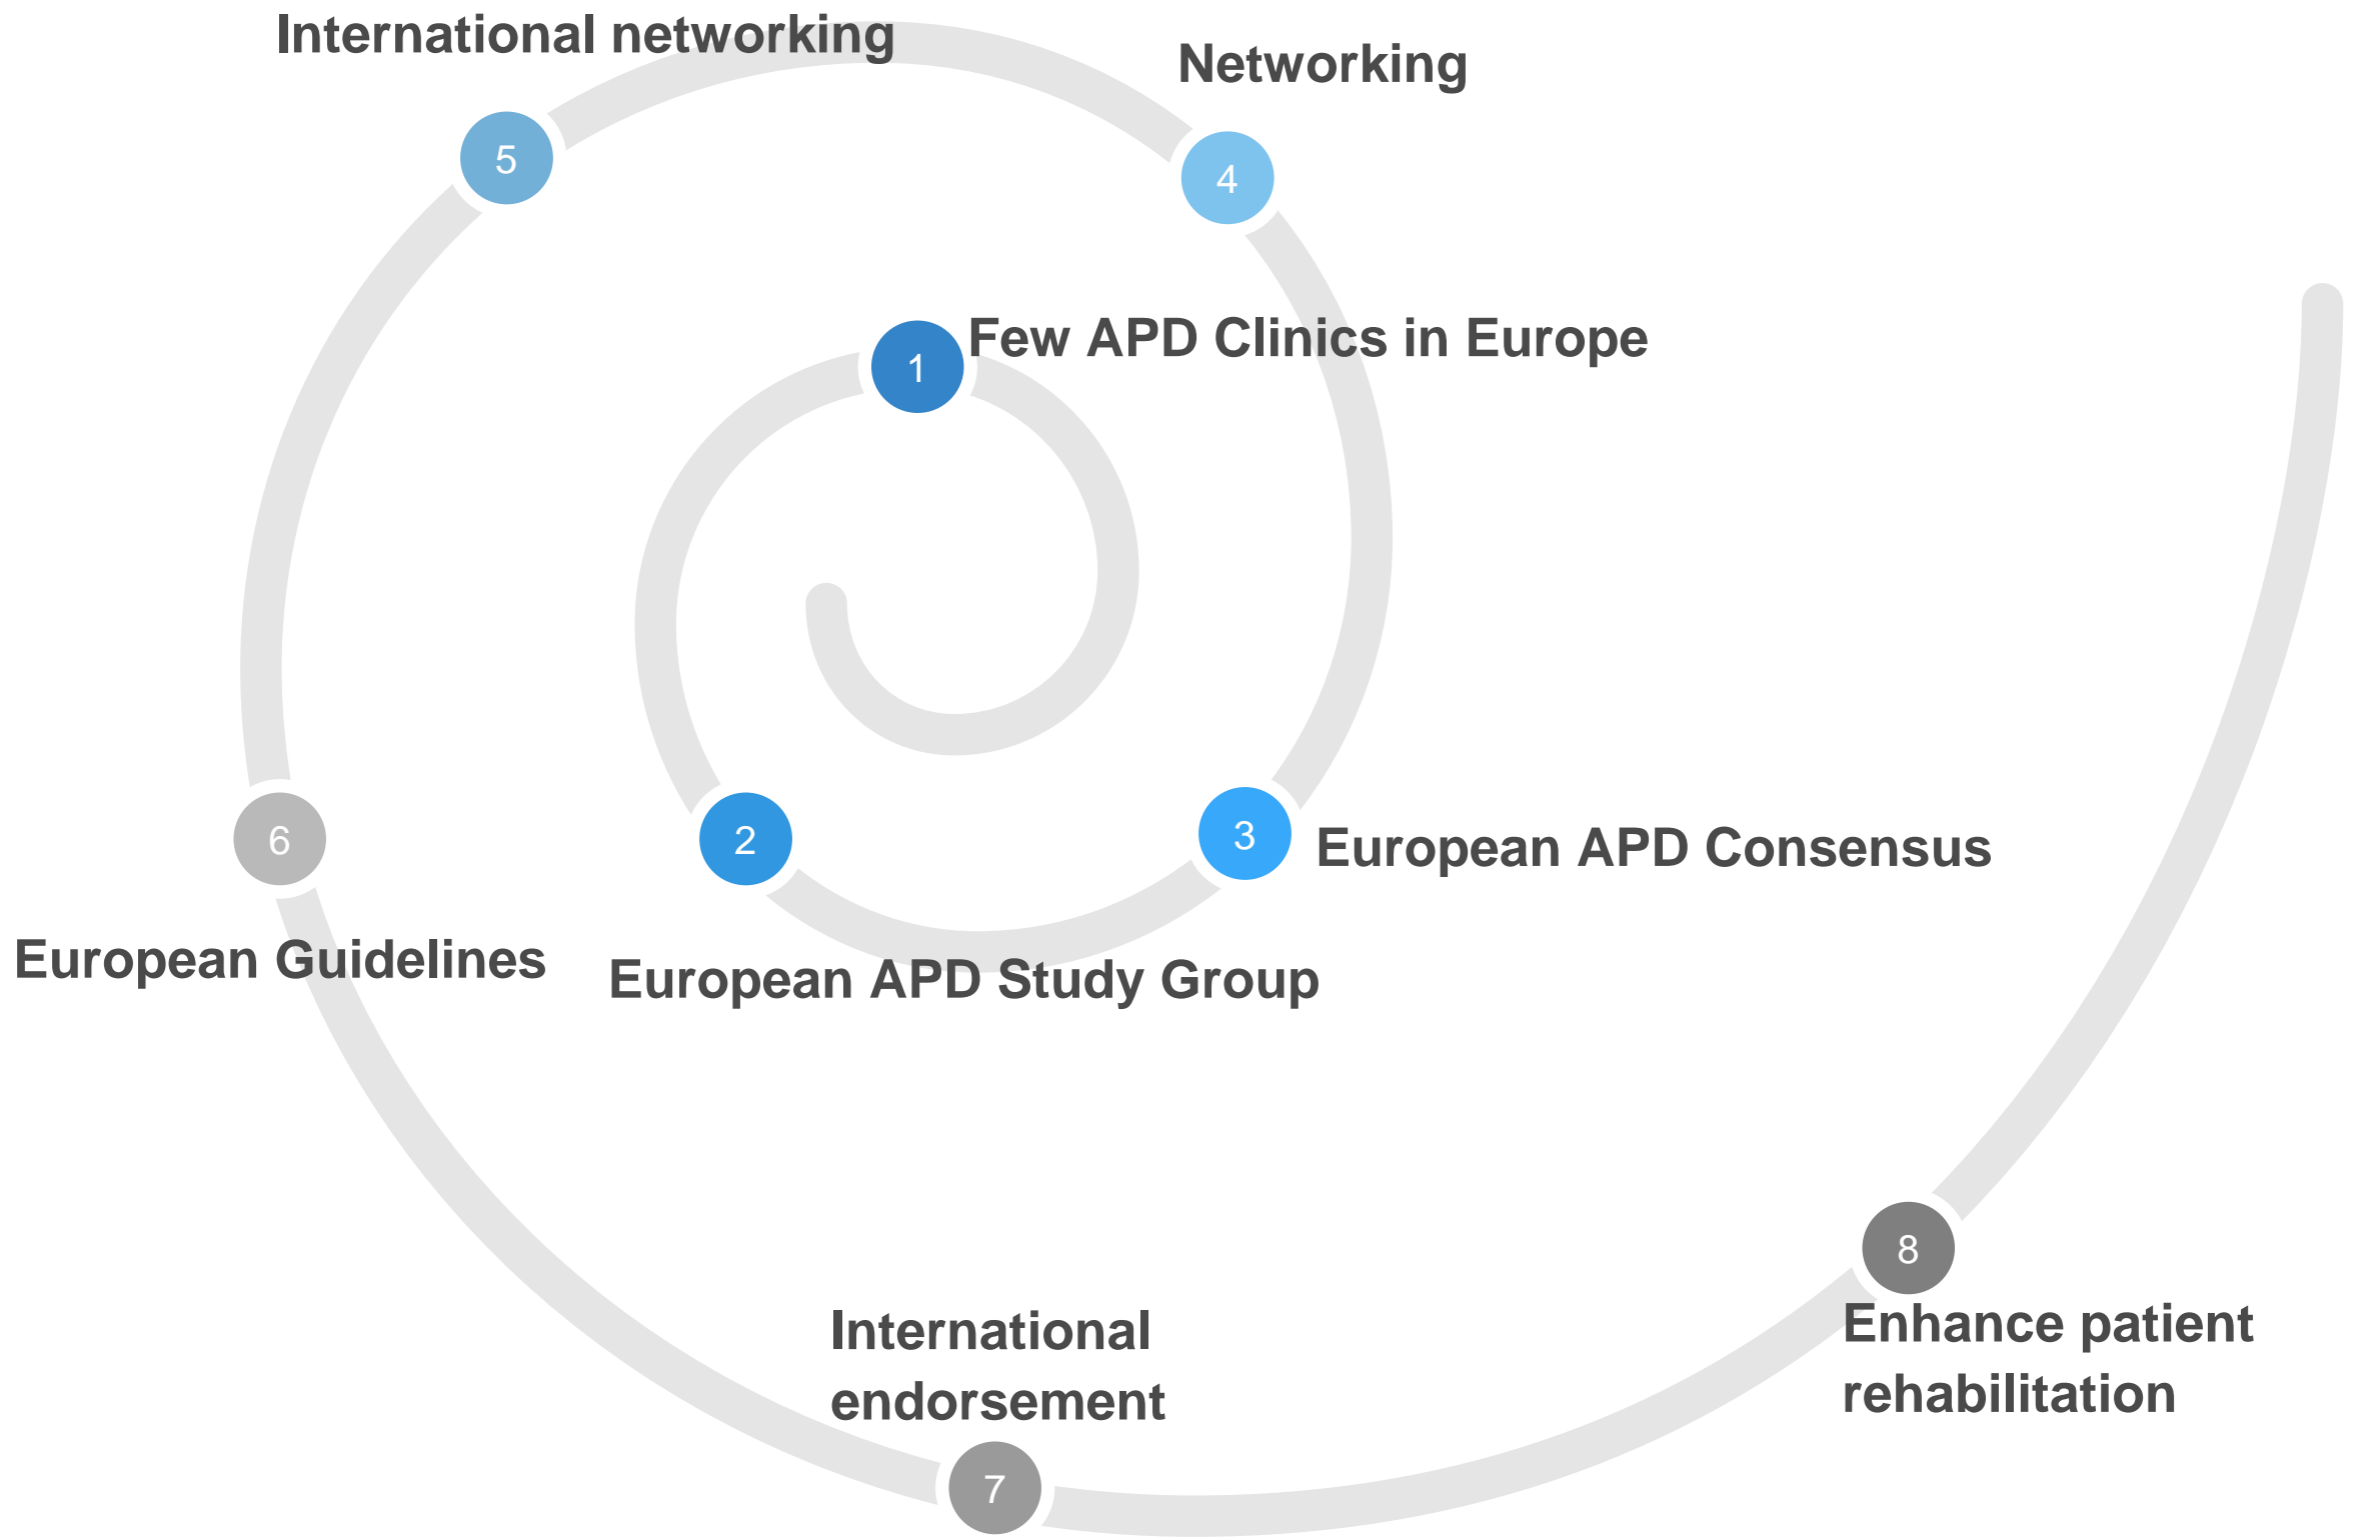 International networking
Networking
5
4
1
Few APD Clinics in Europe
6
2
3
European APD Consensus
European Guidelines
European APD Study Group
8
International
endorsement
Enhance patient
rehabilitation
7